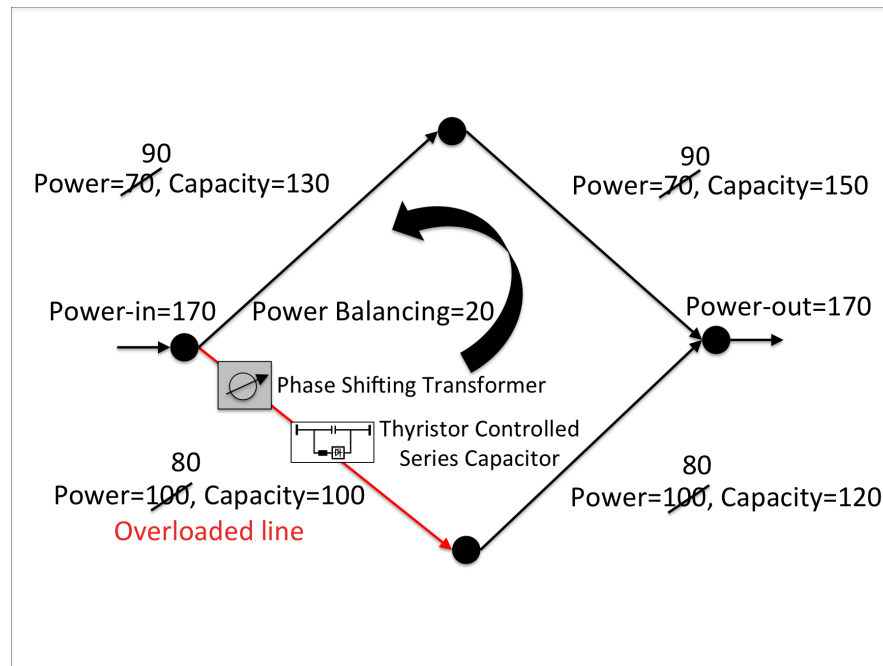 90
Power=70, Capacity=130
90
Power=70, Capacity=150
Power-in=170
Power Balancing=20
Power-out=170
Phase Shifting Transformer
Thyristor Controlled
Series Capacitor
80
Power=100, Capacity=100
Overloaded line
80
Power=100, Capacity=120